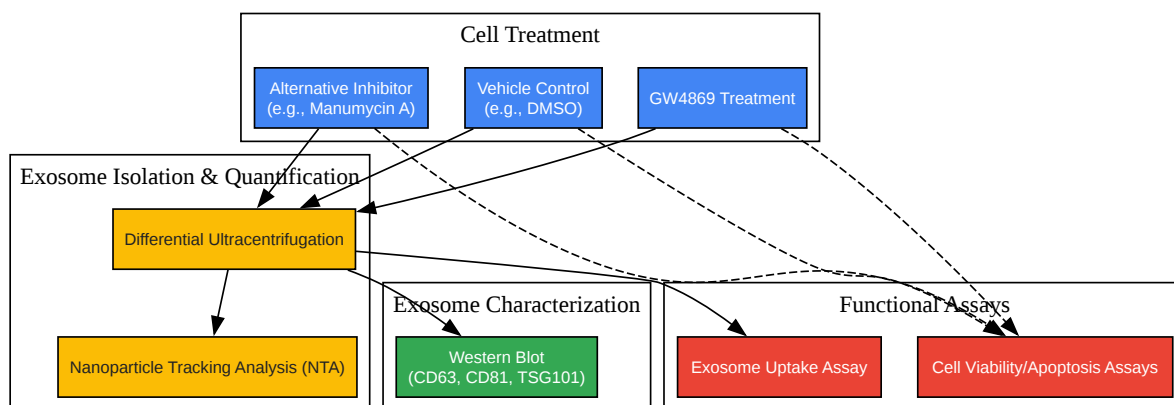 Cell Treatment
Alternative Inhibitor
(e.g., Manumycin A)
Vehicle Control
(e.g., DMSO)
GW4869 Treatment
Exosome Isolation & Quantification
Differential Ultracentrifugation
Nanoparticle Tracking Analysis (NTA)
Exosome Characterization
Western Blot
(CD63, CD81, TSG101)
Functional Assays
Exosome Uptake Assay
Cell Viability/Apoptosis Assays